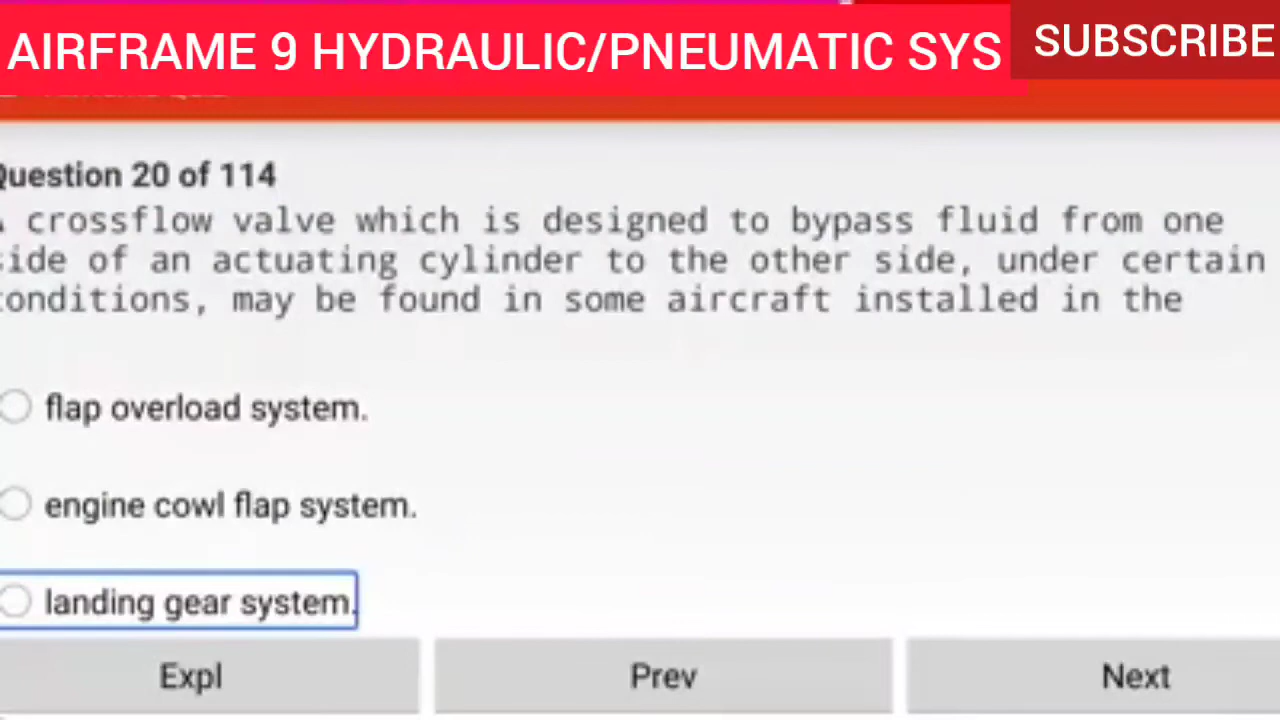 AIRFRAME 9 HYDRAULIC/PNEUMATIC SYS
SUBSCRIBE
Question 20 of 114
crossflow valve which is designed to bypass fluid from one
side of an actuating cylinder to the other side, under certain
conditions, may be found in some aircraft installed in the
flap overload system.
engine cowl flap system.
landing gear system.
Expl
Prev
Next